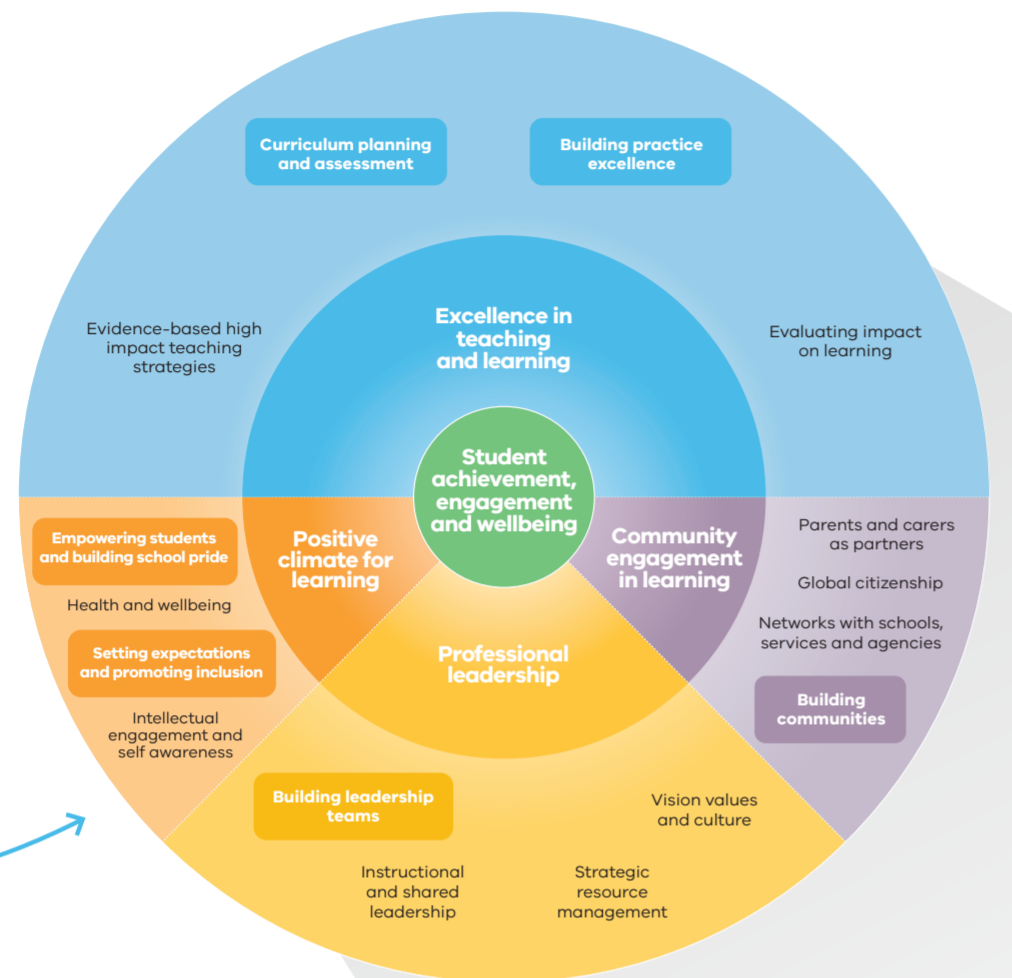 Curriculum planning
and assessment
Building practice
excellence
Evidence-based high
impact teaching
strategies
Excellence in
teaching
and learning
Evaluating impact
on learning
Student
achievement,
engagement
and wellbeing
Empowering students
and building school pride
Health and wellbeing
Setting expectations
and promoting inclusion
Intellectual
engagement and
self awareness
Positive
climate for
learning
Community
engagement
in learning
Parents and carers
as partners
Global citizenship
Networks with schools,
services and agencies
Building
communities
Professional
leadership
Building leadership
teams
Instructional
and shared
leadership
Strategic
resource
management
Vision values
and culture